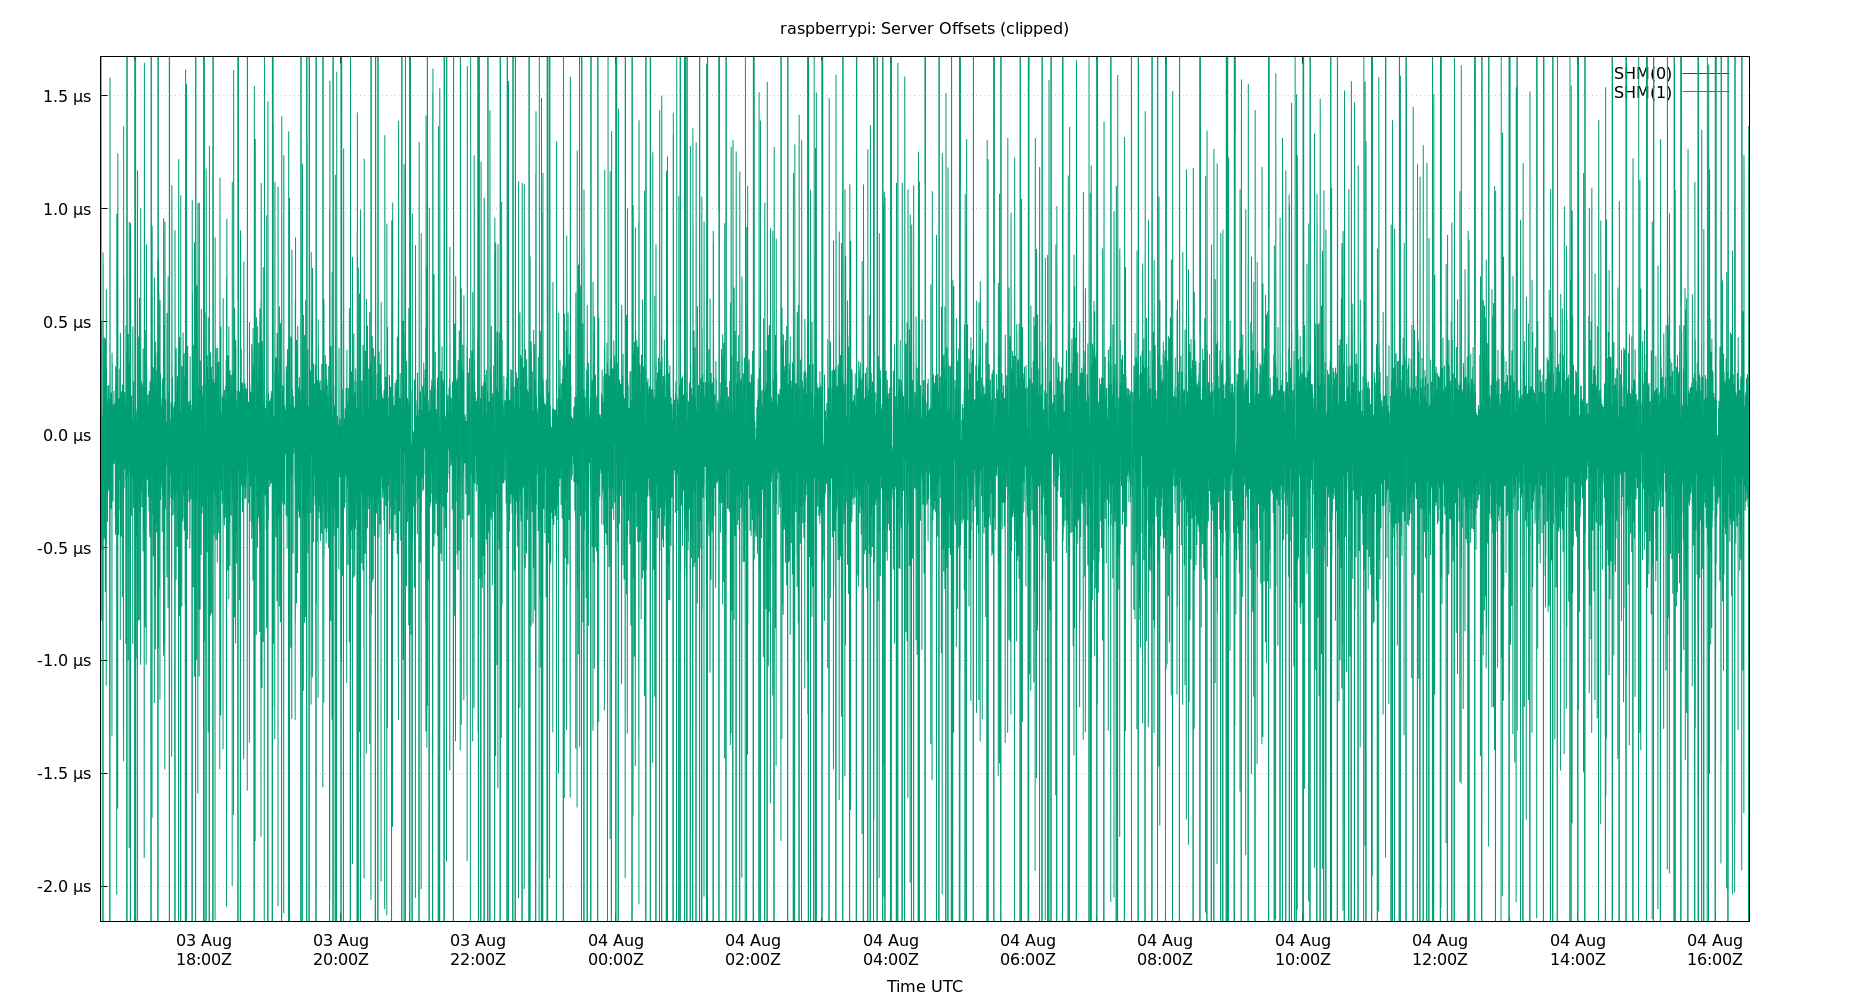 raspberrypi: Server Offsets (clipped)
SHM(0)
SHM(1)
1.5 µs
1.0 µs
0.5 µs
0.0 µs
-0.5 µs
-1.0 µs
-1.5 µs
-2.0 µs
03 Aug 03 Aug 03 Aug 04 Aug 04 Aug 04 Aug 04 Aug 04 Aug 04 Aug 04 Aug 04 Aug 04 Aug
18:00Z 20:00Z 22:00Z 00:00Z 02:00Z 04:00Z 06:00Z 08:00Z 10:00Z 12:00Z 14:00Z 16:00Z
Time UTC